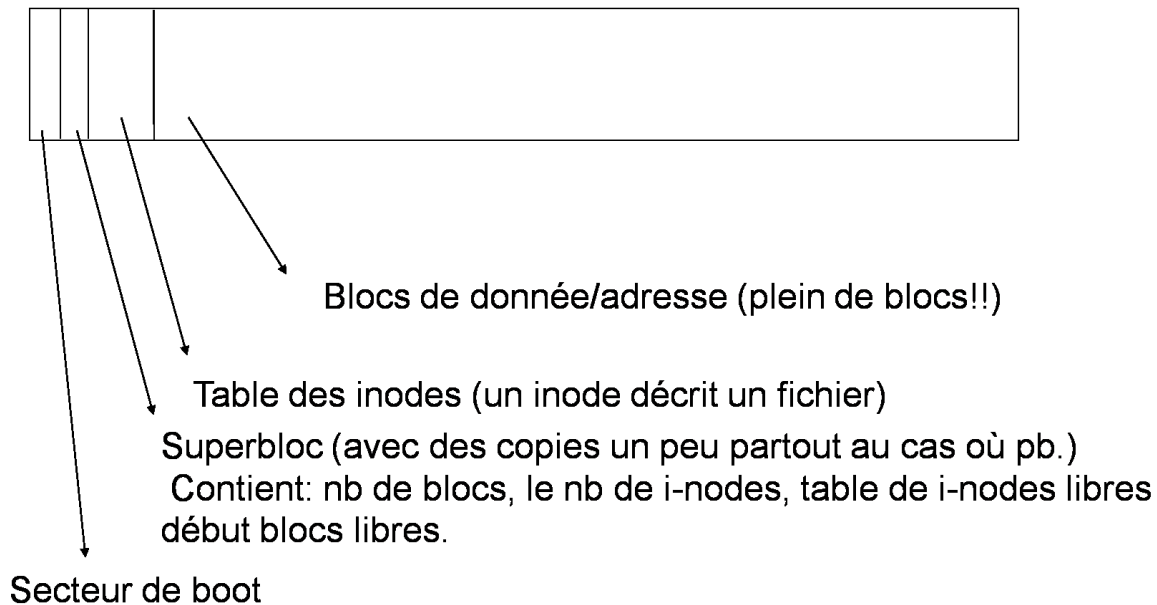 Blocs de donnée/adresse (plein de blocs!!)
Table des inodes (un inode décrit un fichier)
Superbloc (avec des copies un peu partout au cas où pb.)
Contient: nb de blocs, le nb de i-nodes, table de i-nodes libres
début blocs libres.
Secteur de boot